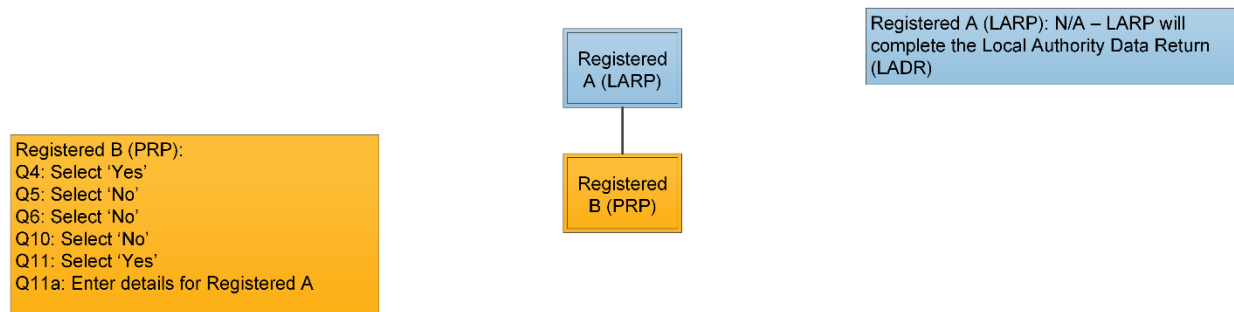 Registered
A (LARP)
Registered A (LARP): N/A – LARP will
complete the Local Authority Data Return
(LADR)
Registered B (PRP):
Q4: Select ‘Yes’
Q5: Select ‘No’
Q6: Select ‘No’
Q10: Select ‘No’
Q11: Select ‘Yes’
Q11a: Enter details for Registered A
Registered
B (PRP)